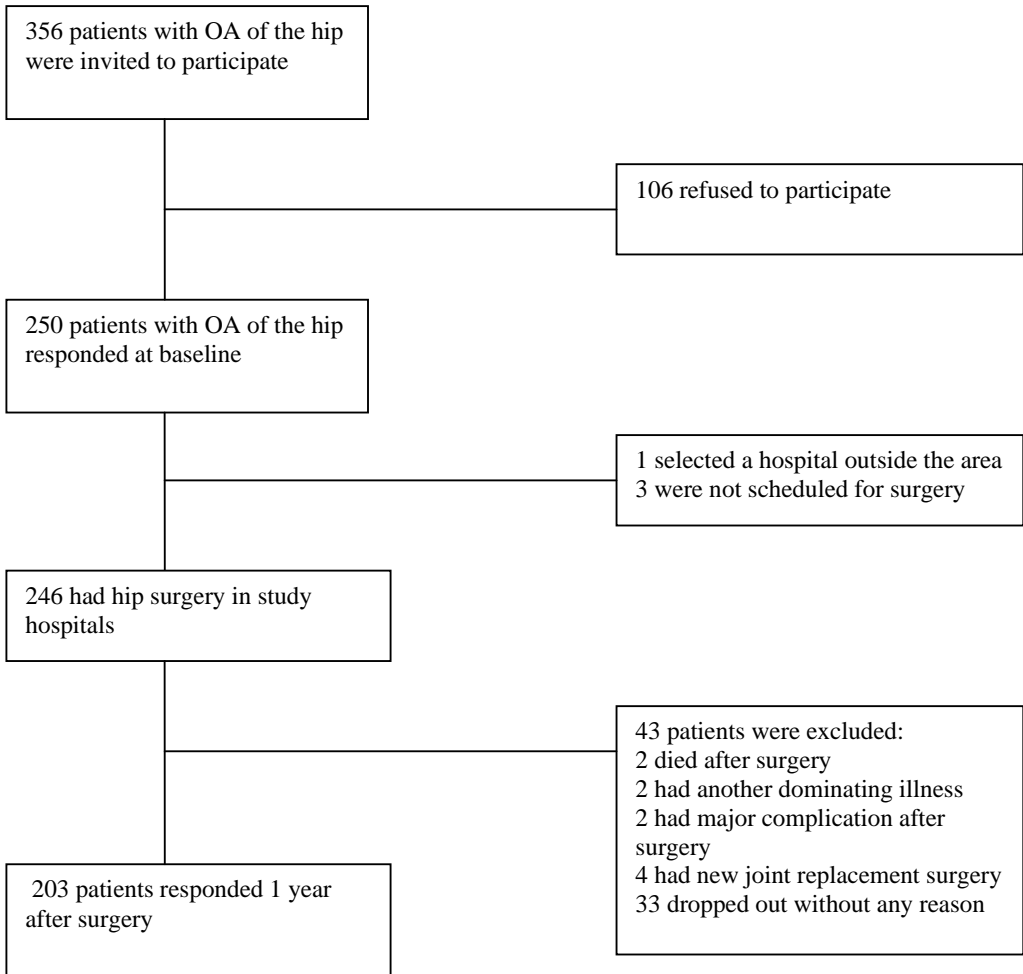 356 patients with OA of the hip
were invited to participate
106 refused to participate
250 patients with OA of the hip
responded at baseline
1 selected a hospital outside the area
3 were not scheduled for surgery
246 had hip surgery in study
hospitals
43 patients were excluded:
2 died after surgery
2 had another dominating illness
2 had major complication after
surgery
4 had new joint replacement surgery
33 dropped out without any reason
203 patients responded 1 year
after surgery